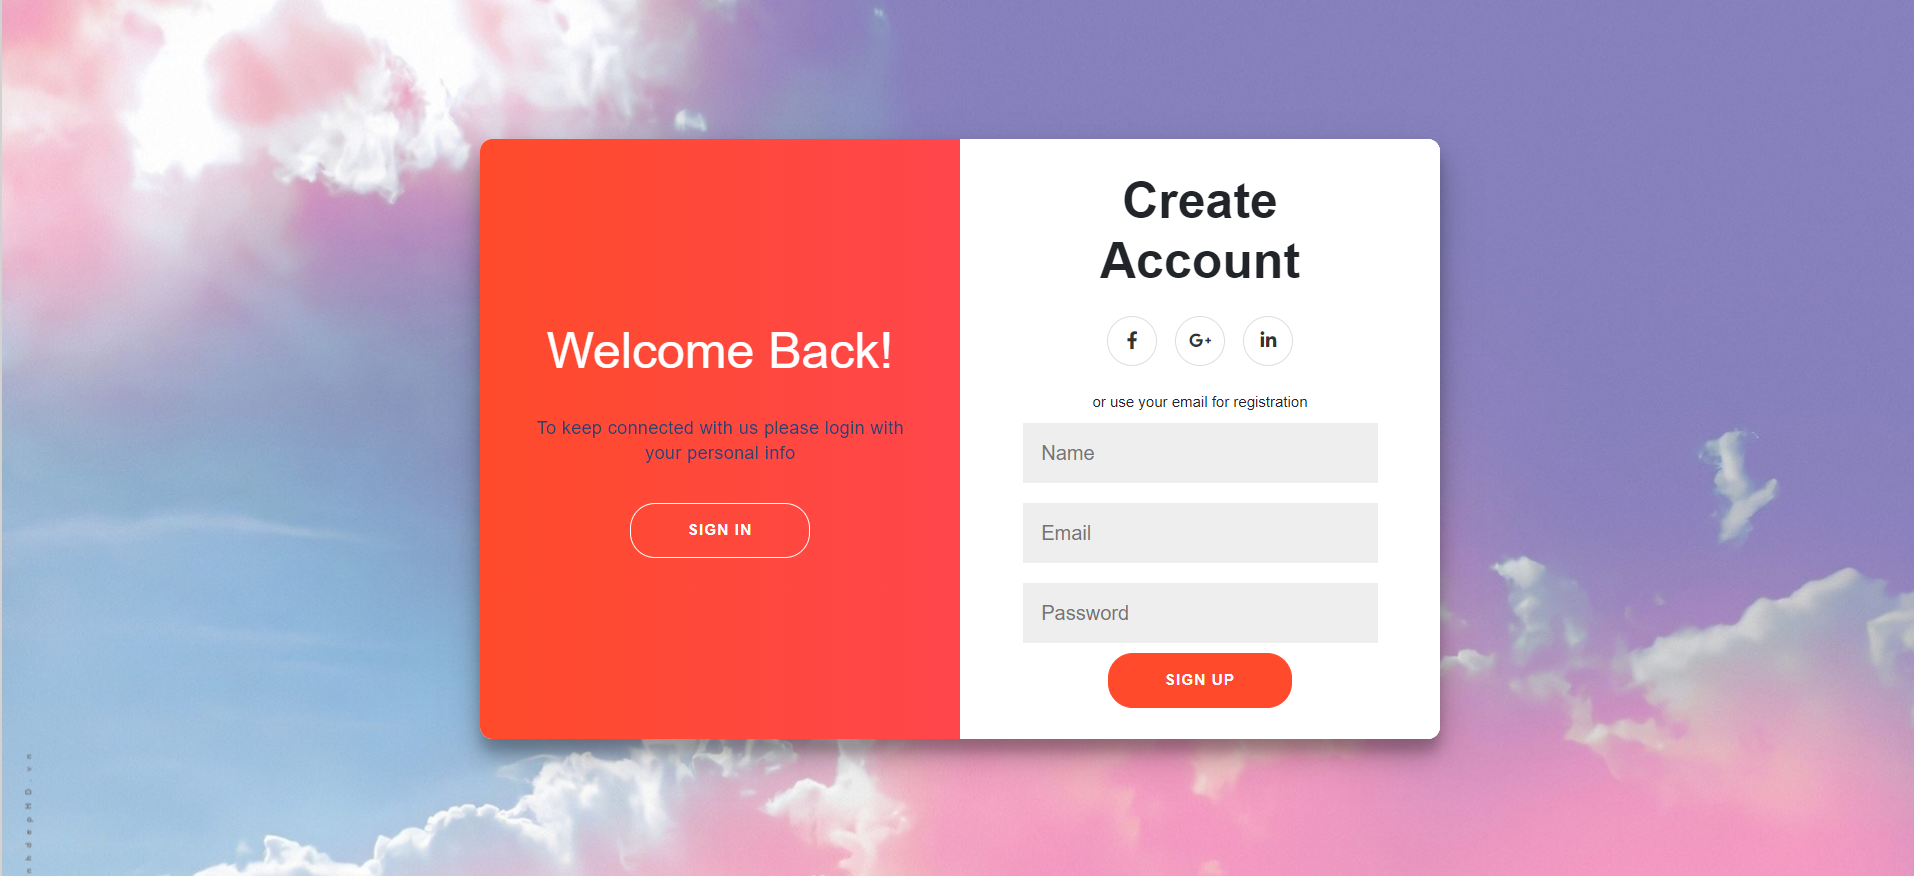 Welcome Back!
To keep connected with us please login with
your personal info
SIGN IN
Create
Account
f
G+
in
or use your email for registration
Name
Email
Password
SIGN UP